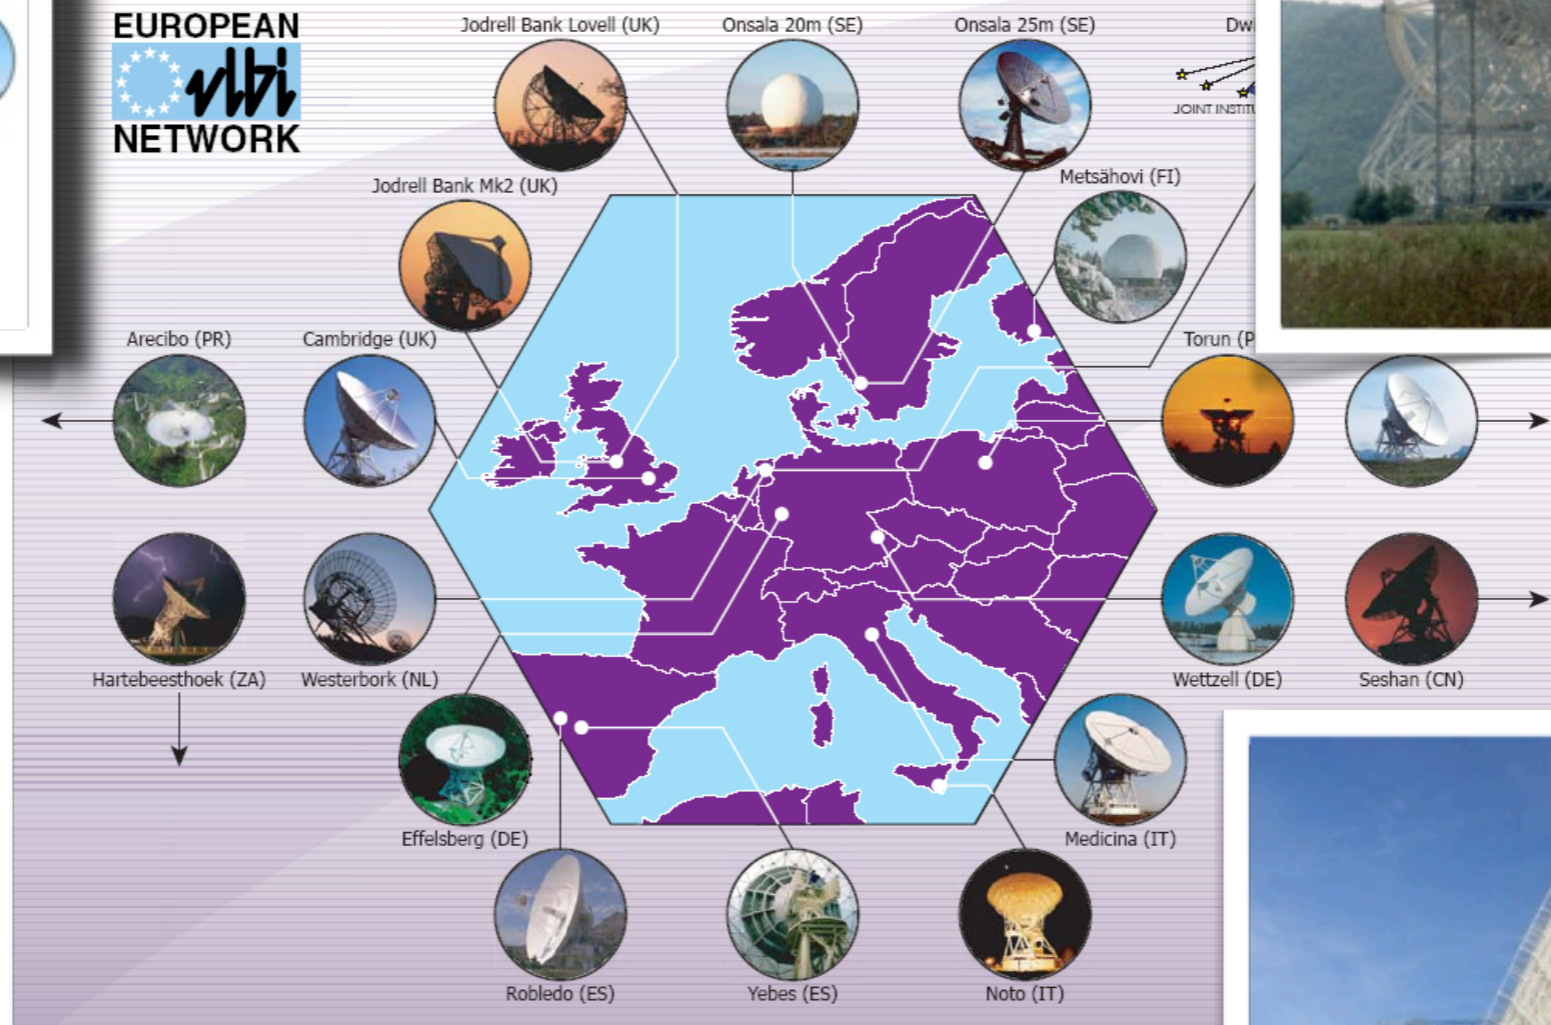 EUROPEAN
vlbi
NETWORK
Jodrell Bank Lovell (UK)
Onsala 20m (SE)
Onsala 25m (SE)
JOINT
Jodrell Bank Mk2 (UK)
Metsähovi (FI)
Arecibo (PR)
Cambridge (UK)
Torun
Hartebeesthoek (ZA)
Westerbork (NL)
Wettzell (DE)
Seshan (CN)
Effelsberg (DE)
Medicina (IT)
Robledo (ES)
Yebes (ES)
Noto (IT)